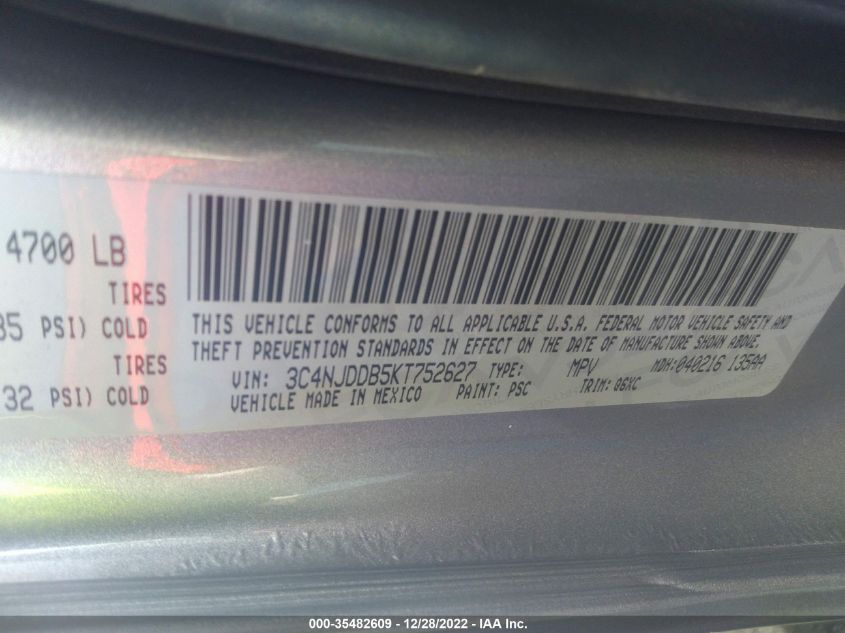 4700 LB
TIRES
35 PSI) COLD
TIRES
32 PSI) COLD
THIS VEHICLE CONFORMS TO ALL APPLICABLE U.S.A. FEDERAL MOTOR VEHICLE SAFETY AND
THEFT PREVENTION STANDARDS IN EFFECT ON THE DATE OF MANUFACTURE SHOWN ABOVE.
VIN: 3C4NJDDB5KT752627 TYPE: MPV MDH:040216 135AA
VEHICLE MADE IN MEXICO PAINT: PSC TRIM: Q6XC
000-35482609 - 12/28/2022 - IAA Inc.